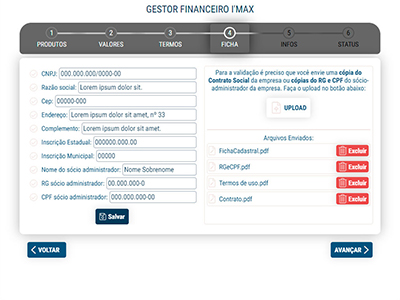 GESTOR FINANCEIRO I'MAX
1 2 3 4 5 6
PRODUTOS VALORES TERMOS FICHA INFOS STATUS
CNPJ: 000.000.000/0000-00
Razão social: Lorem ipsum dolor sit.
Cep: 00000-000
Endereço: Lorem ipsum dolor sit amet, nº 33
Complemento: Lorem ipsum dolor sit amet.
Inscrição Estadual: 000000.000.00
Inscrição Municipal: 00000
Nome do sócio administrador: Nome Sobrenome
RG sócio administrador: 00.000.000-0
CPF sócio administrador: 000.000.000-00
Salvar
Para a validação é preciso que você envie uma cópia do
Contrato Social da empresa ou cópias do RG e CPF do sócio-
administrador da empresa. Faça o upload no botão abaixo:
UPLOAD
Arquivos Enviados:
FichaCadastral.pdf Excluir
RGeCPF.pdf Excluir
Termos de uso.pdf Excluir
Contrato.pdf Excluir
VOLTAR
AVANÇAR